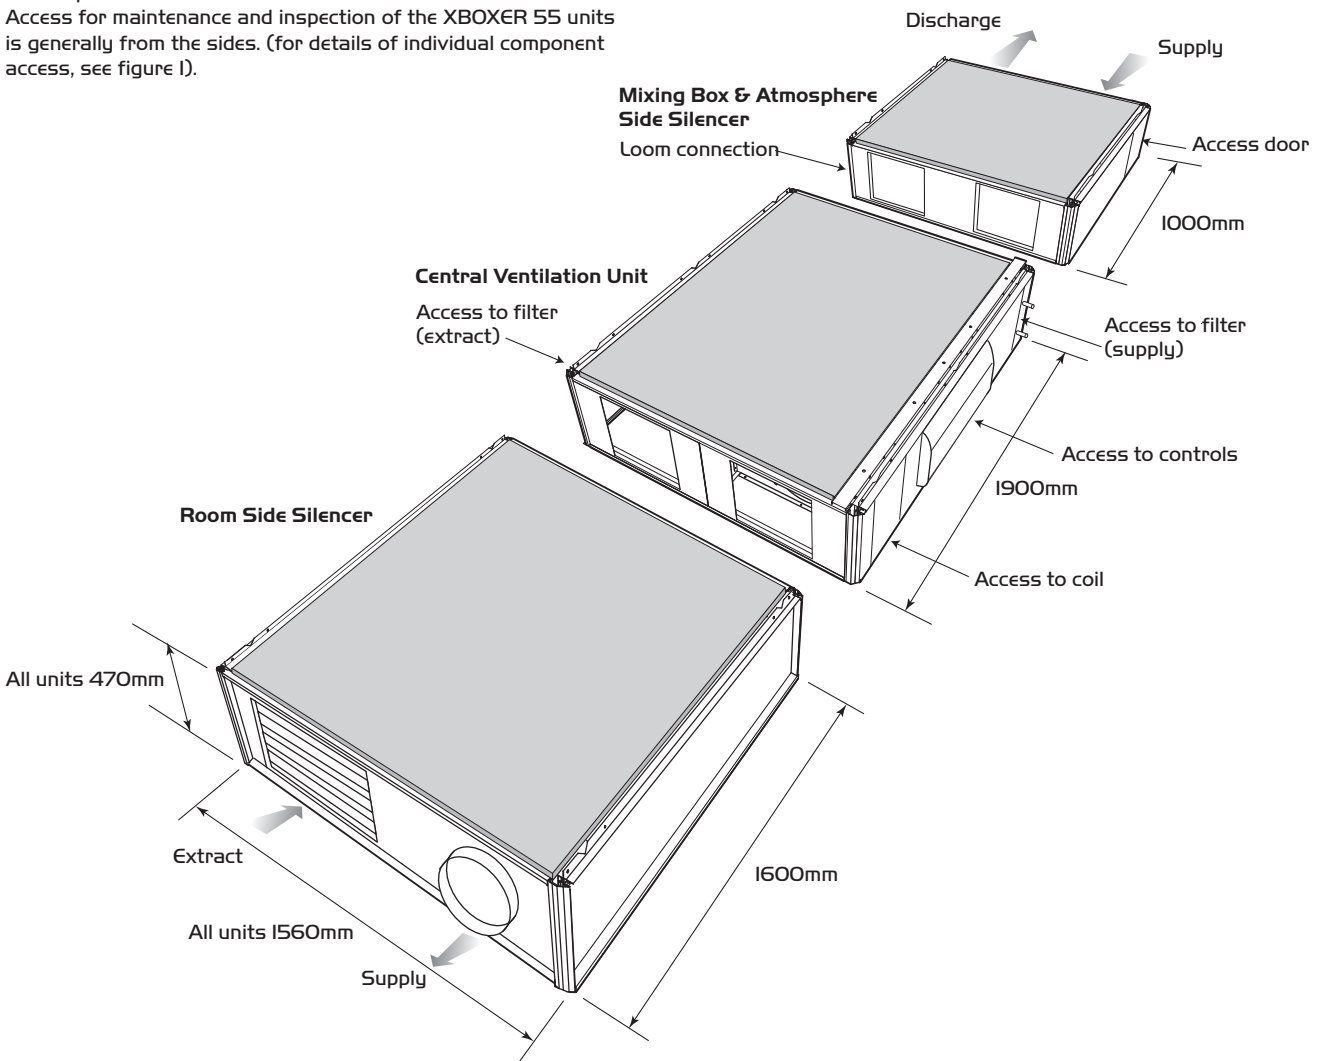 Access for maintenance and inspection of the XBOXER 55 units
is generally from the sides. (for details of individual component
access, see figure 1).
Discharge
Supply
Mixing Box & Atmosphere
Side Silencer
Loom connection
Access door
1000mm
Central Ventilation Unit
Access to filter
(extract)
Access to filter
(supply)
Access to controls
1900mm
Access to coil
Room Side Silencer
All units 470mm
Extract
1600mm
All units 1560mm
Supply